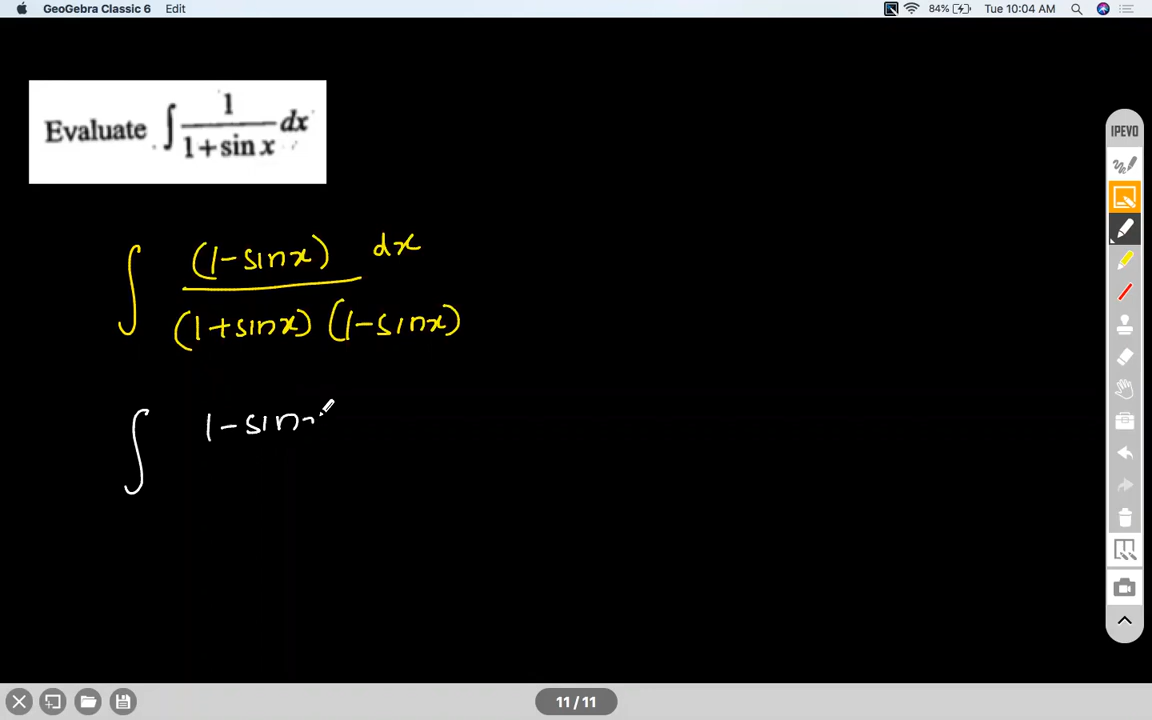 GeoGebra Classic 6 Edit 84% Tue 10:04 AM
Evaluate ∫ 1/(1+sin x) dx
IPEVO
∫ (1-sinx)/((1+sinx)(1-sinx)) dx
∫ 1-sinx
11/11